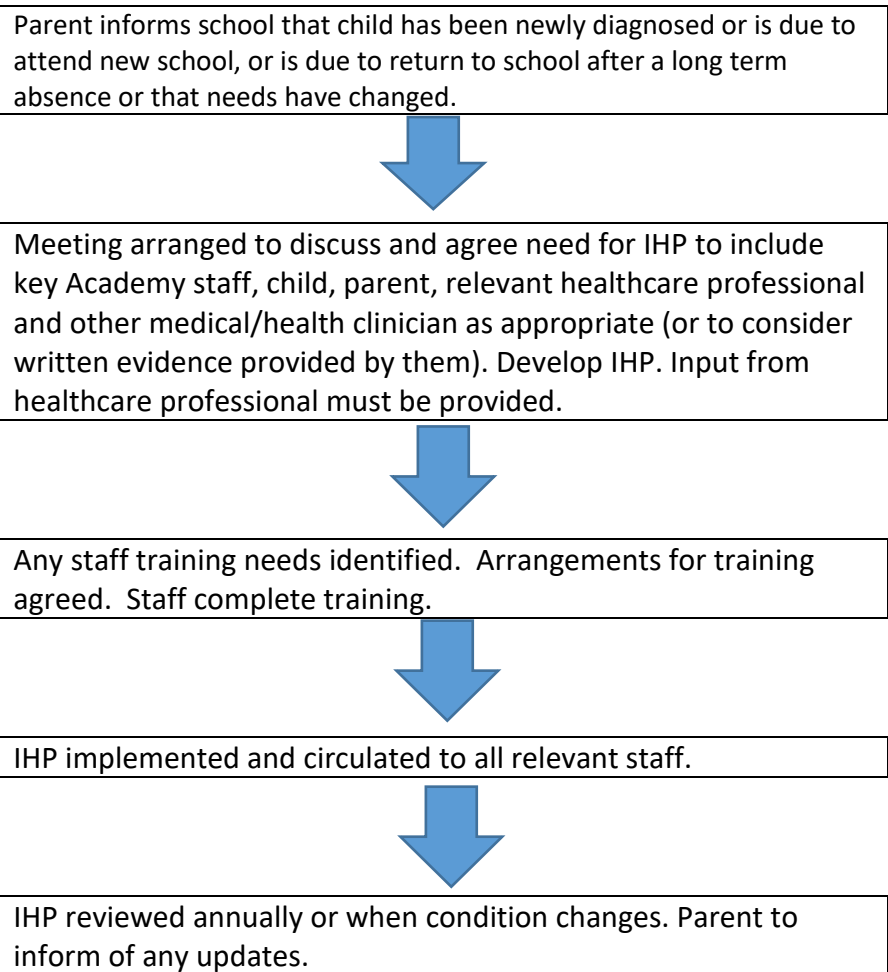 Parent informs school that child has been newly diagnosed or is due to
attend new school, or is due to return to school after a long term
absence or that needs have changed.
Meeting arranged to discuss and agree need for IHP to include
key Academy staff, child, parent, relevant healthcare professional
and other medical/health clinician as appropriate (or to consider
written evidence provided by them). Develop IHP. Input from
healthcare professional must be provided.
Any staff training needs identified.  Arrangements for training
agreed.  Staff complete training.
IHP implemented and circulated to all relevant staff.
IHP reviewed annually or when condition changes. Parent to
inform of any updates.